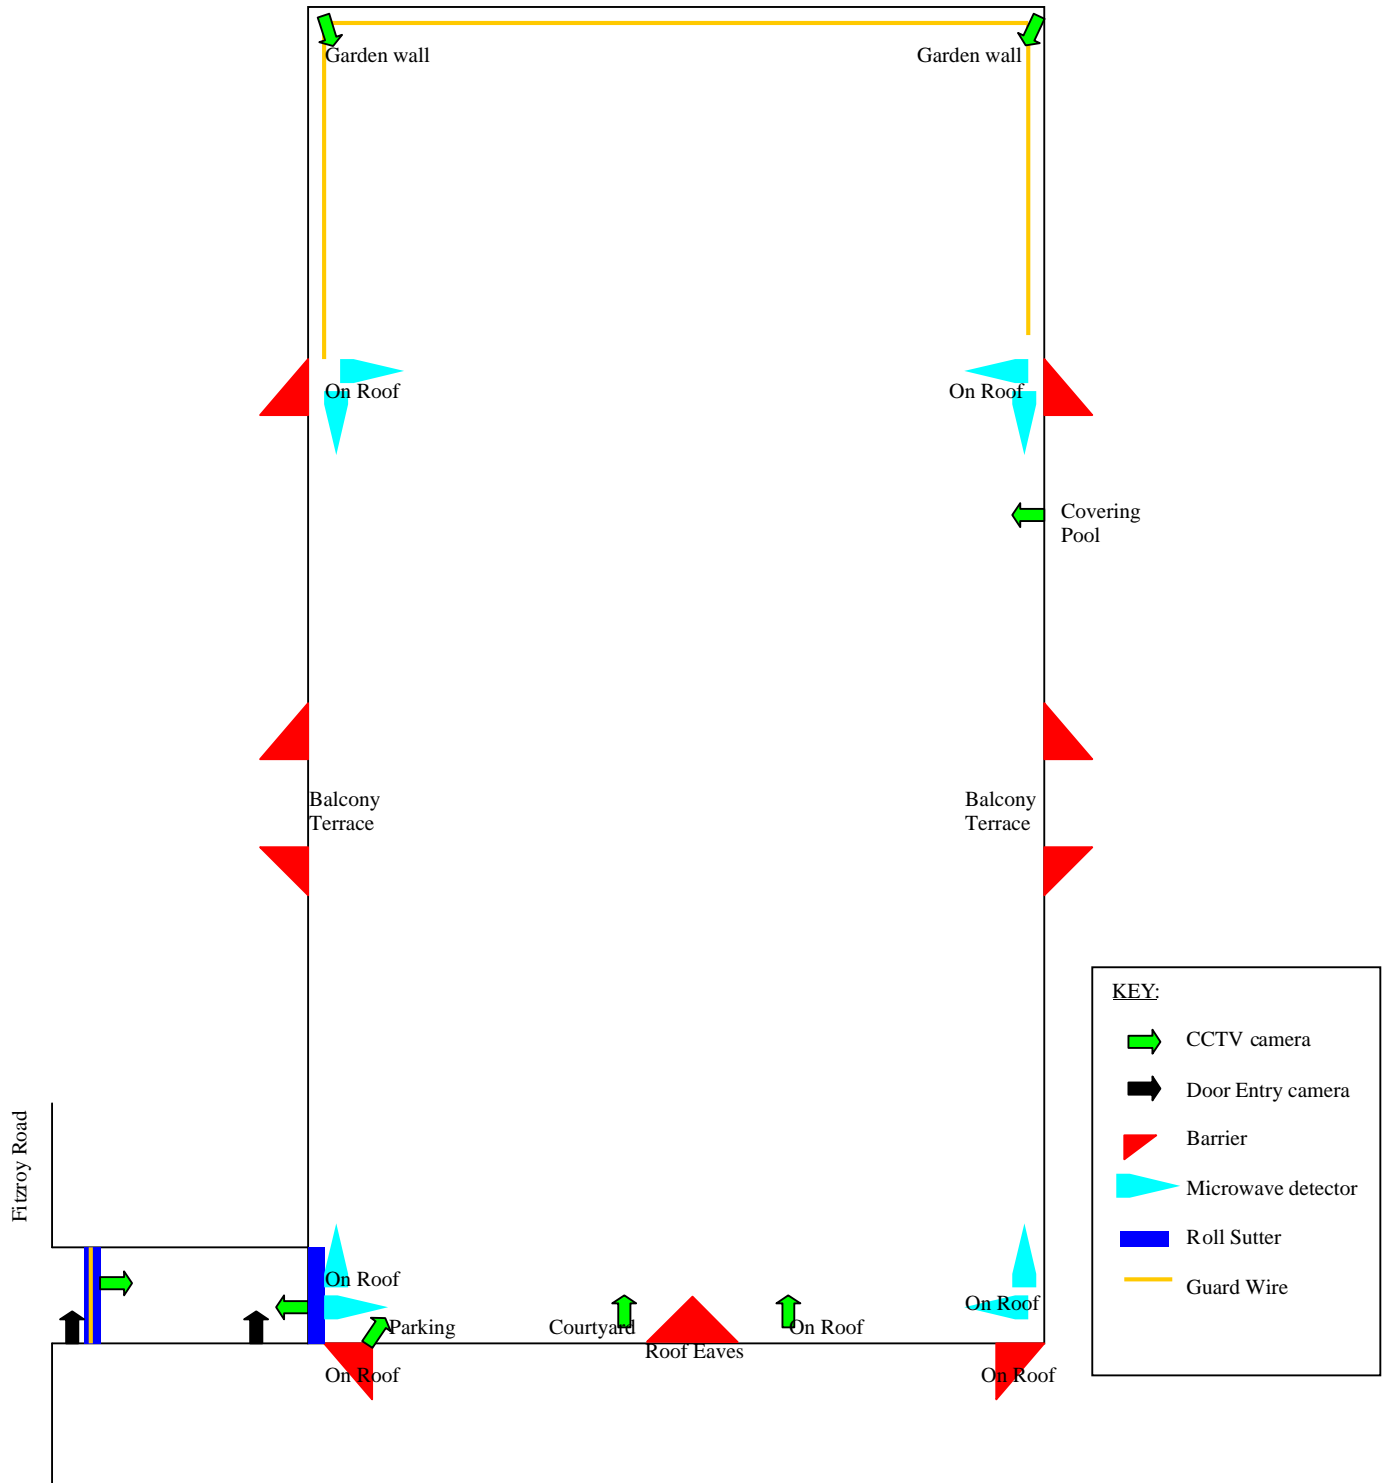 Garden wall
Garden wall
On Roof
On Roof
Covering
Pool
Balcony
Terrace
Balcony
Terrace
KEY:
CCTV camera
Door Entry camera
Barrier
Microwave detector
Roll Sutter
Guard Wire
Fitzroy Road
On Roof
On Roof
Parking
Courtyard
On Roof
Roof Eaves
On Roof
On Roof